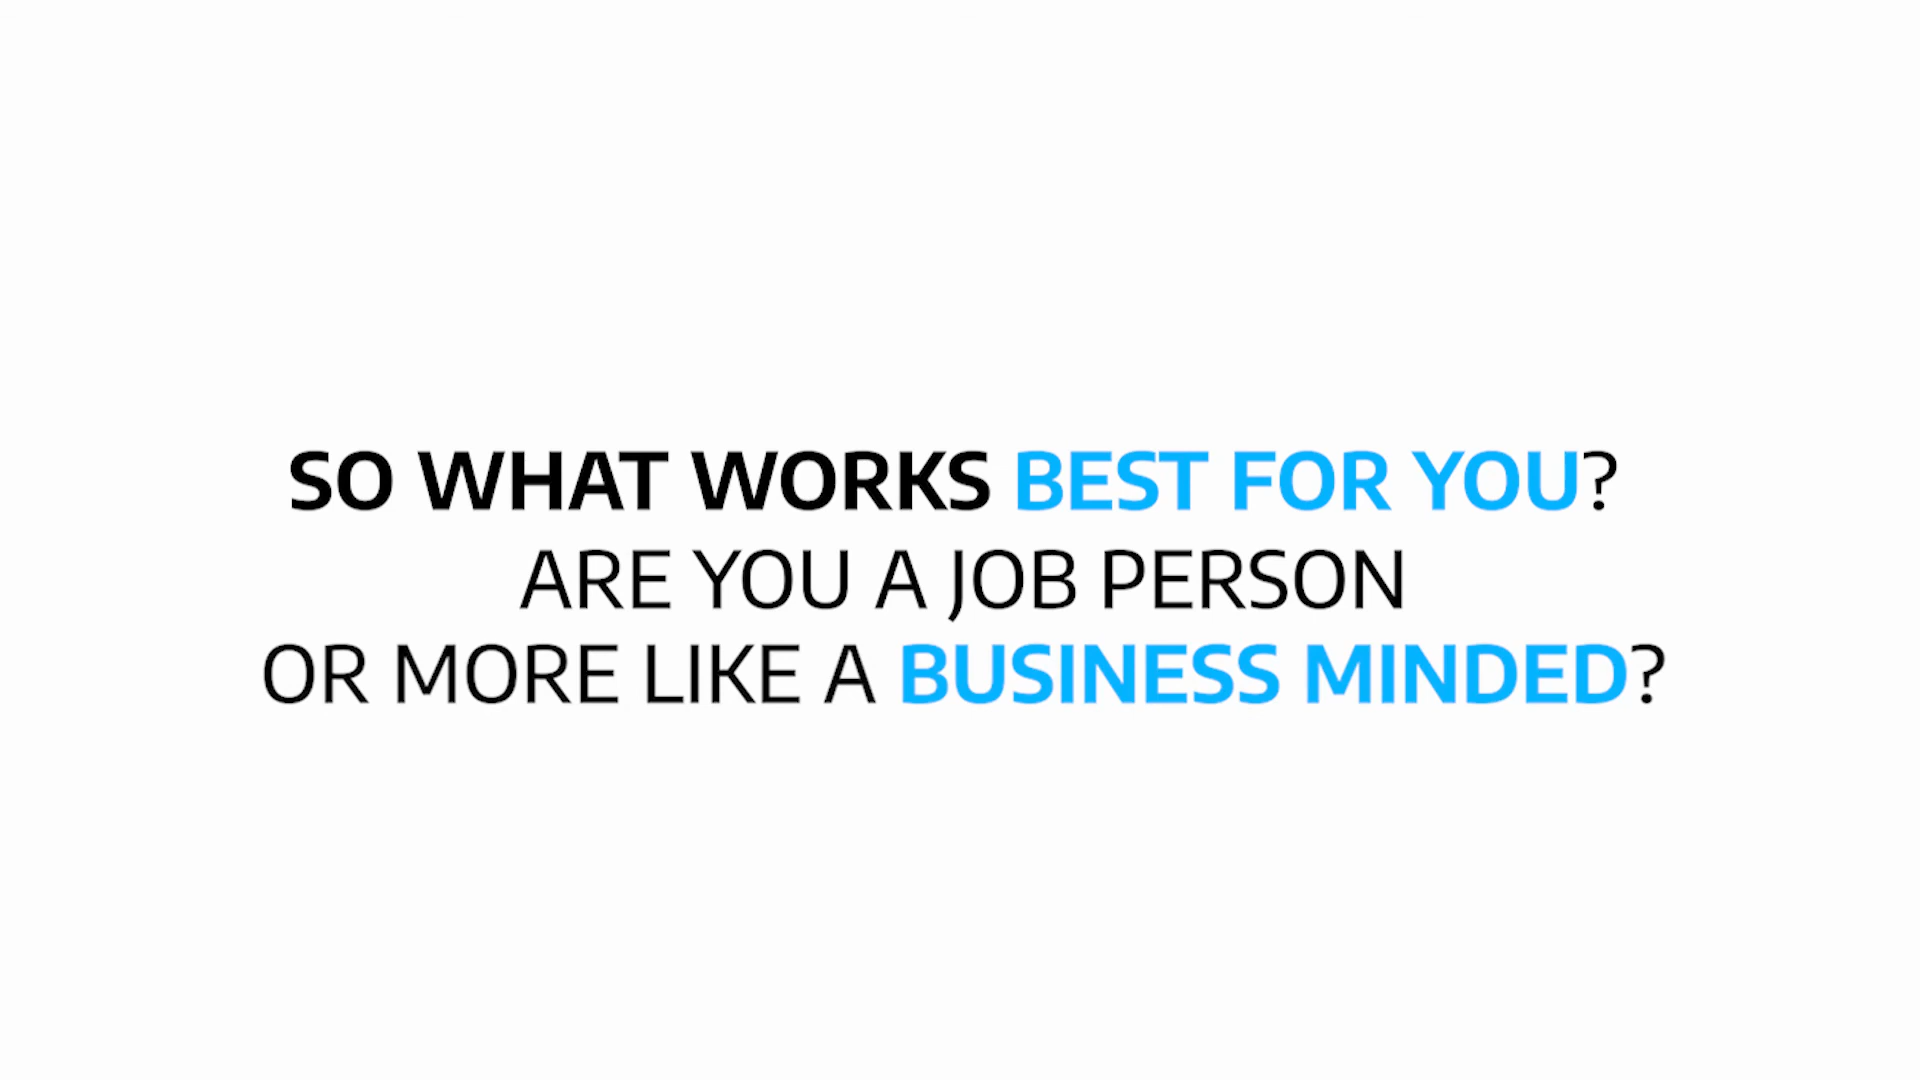 SO WHAT WORKS BEST FOR YOU?
ARE YOU A JOB PERSON
OR MORE LIKE A BUSINESS MINDED?